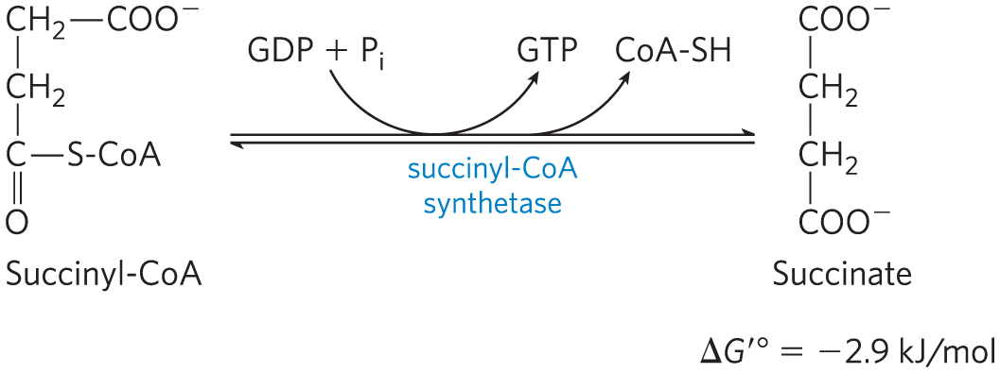 CH₂—COO⁻
CH₂
C—S-CoA
O
Succinyl-CoA
GDP + Pᵢ
GTP
CoA-SH
succinyl-CoA
synthetase
COO⁻
CH₂
CH₂
COO⁻
Succinate
ΔG′° = −2.9 kJ/mol